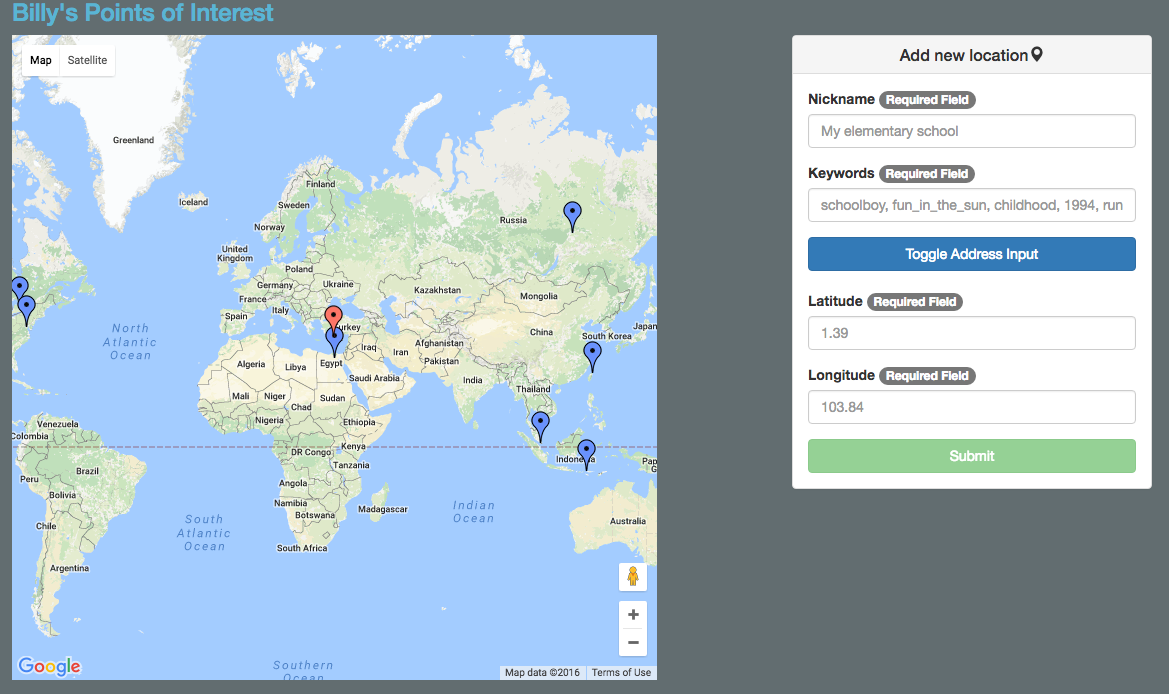 Billy's Points of Interest
Map Satellite
Greenland
Iceland
Finland
Sweden
Norway
Russia
United
Kingdom
Poland
Germany
Ukraine
France
Kazakhstan
Mongolia
Spain
Italy
urkey
North
Atlantic
Ocean
China
South Korea
Japan
Afghanistan
Iraq
Iran
Pakistan
Algeria
Libya
Egypt
Saudi Arabia
India
Mali
Niger
Sudan
Thailand
Chad
Nigeria
Ethiopia
Venezuela
Colombia
Kenya
DR Congo
Indone
a
Pap
G
Tanzania
Brazil
Peru
Angola
Bolivia
Namibia
Botswana
Madagascar
Indian
Ocean
South
Atlantic
Ocean
Chile
Australia
South Africa
Argentina
Southern
Ocean
Google
Map data ©2016 Terms of Use
Add new location
Nickname Required Field
My elementary school
Keywords Required Field
schoolboy, fun_in_the_sun, childhood, 1994, run
Toggle Address Input
Latitude Required Field
1.39
Longitude Required Field
103.84
Submit